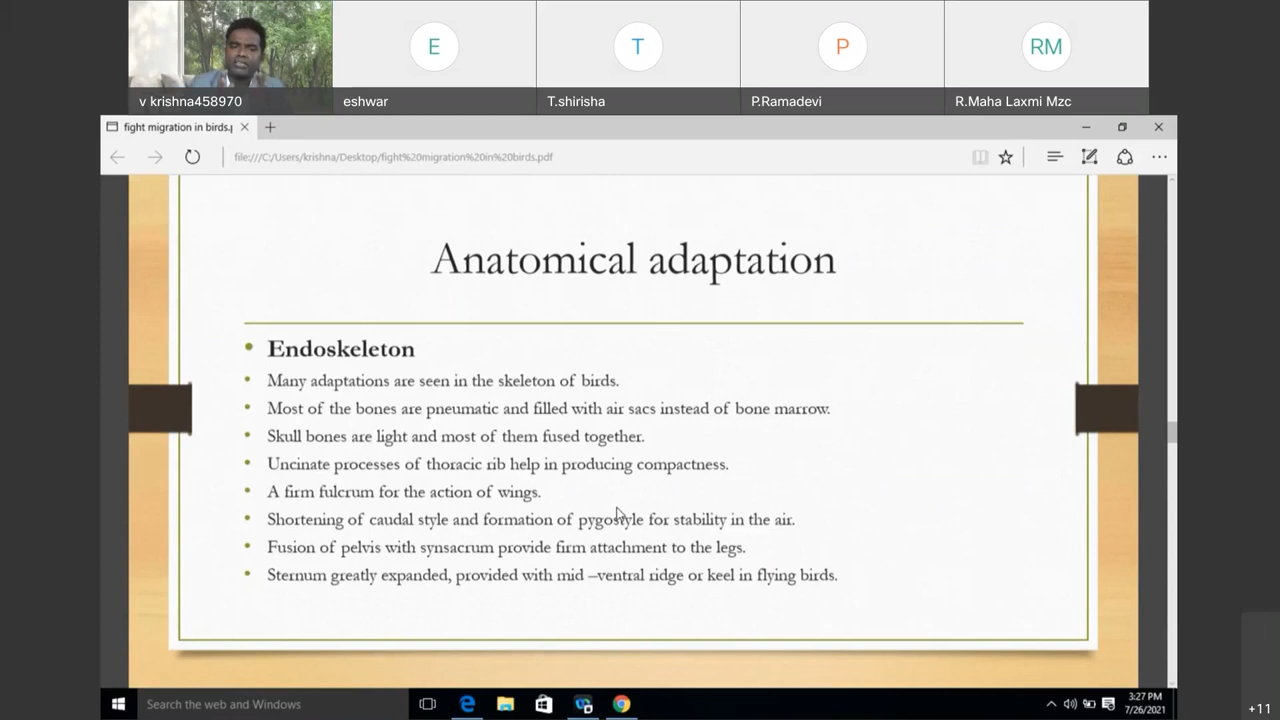 E
T
P
RM
v krishna458970
eshwar
T.shirisha
P.Ramadevi
R.Maha Laxmi Mzc
fight migration in birds.p
file:///C:/Users/krishna/Desktop/fight%20migration%20in%20birds.pdf
Anatomical adaptation
• Endoskeleton
• Many adaptations are seen in the skeleton of birds.
• Most of the bones are pneumatic and filled with air sacs instead of bone marrow.
• Skull bones are light and most of them fused together.
• Uncinate processes of thoracic rib help in producing compactness.
• A firm fulcrum for the action of wings.
• Shortening of caudal style and formation of pygostyle for stability in the air.
• Fusion of pelvis with synsacrum provide firm attachment to the legs.
• Sternum greatly expanded, provided with mid –ventral ridge or keel in flying birds.
Search the web and Windows
3:27 PM
7/26/2021
+11